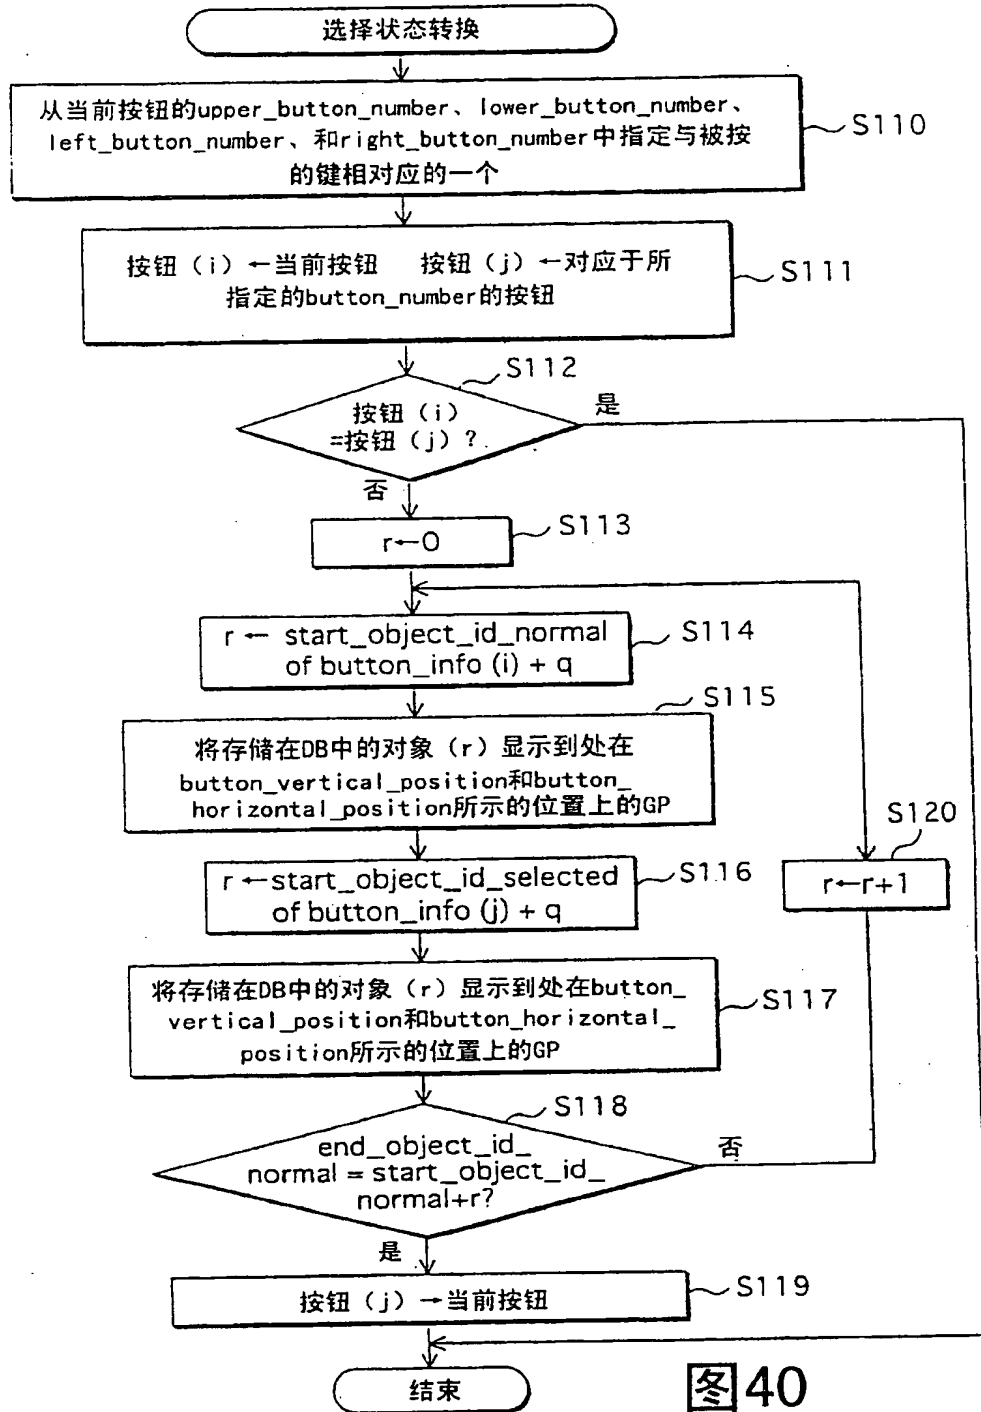 选择状态转换
从当前按钮的upper_button_number、lower_button_number、
left_button_number、和right_button_number中指定与被按
的键相对应的一个
S110
按钮（i）←当前按钮 按钮（j）←对应于所
指定的button_number的按钮
S111
S112
按钮（i）
=按钮（j）？
是
否
r←0
S113
r ← start_object_id_normal
of button_info (i) + q
S114
S115
将存储在DB中的对象（r）显示到处在
button_vertical_position和button_
horizontal_position所示的位置上的GP
S120
r←r+1
r ←start_object_id_selected
of button_info (j) + q
S116
将存储在DB中的对象（r）显示到处在button_
vertical_position和button_horizontal_
position所示的位置上的GP
S117
S118
end_object_id_
normal = start_object_id_
normal+r?
否
是
按钮（j）→当前按钮
S119
结束
图40